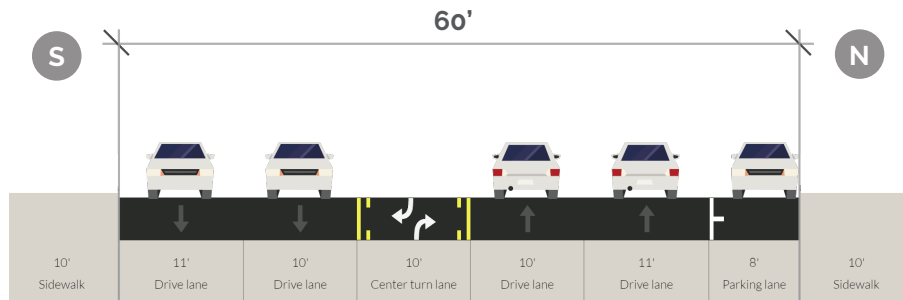 60'
S
N
10'
Sidewalk
11'
Drive lane
10'
Drive lane
10'
Center turn lane
10'
Drive lane
11'
Drive lane
8'
Parking lane
10'
Sidewalk